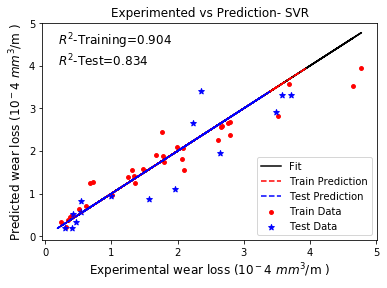 Experimented vs Prediction- SVR
R²-Training=0.904
R²-Test=0.834
Predicted wear loss (10⁻4 mm³/m )
5
4
3
2
1
0
Fit
Train Prediction
Test Prediction
Train Data
Test Data
0 1 2 3 4 5
Experimental wear loss (10⁻4 mm³/m )